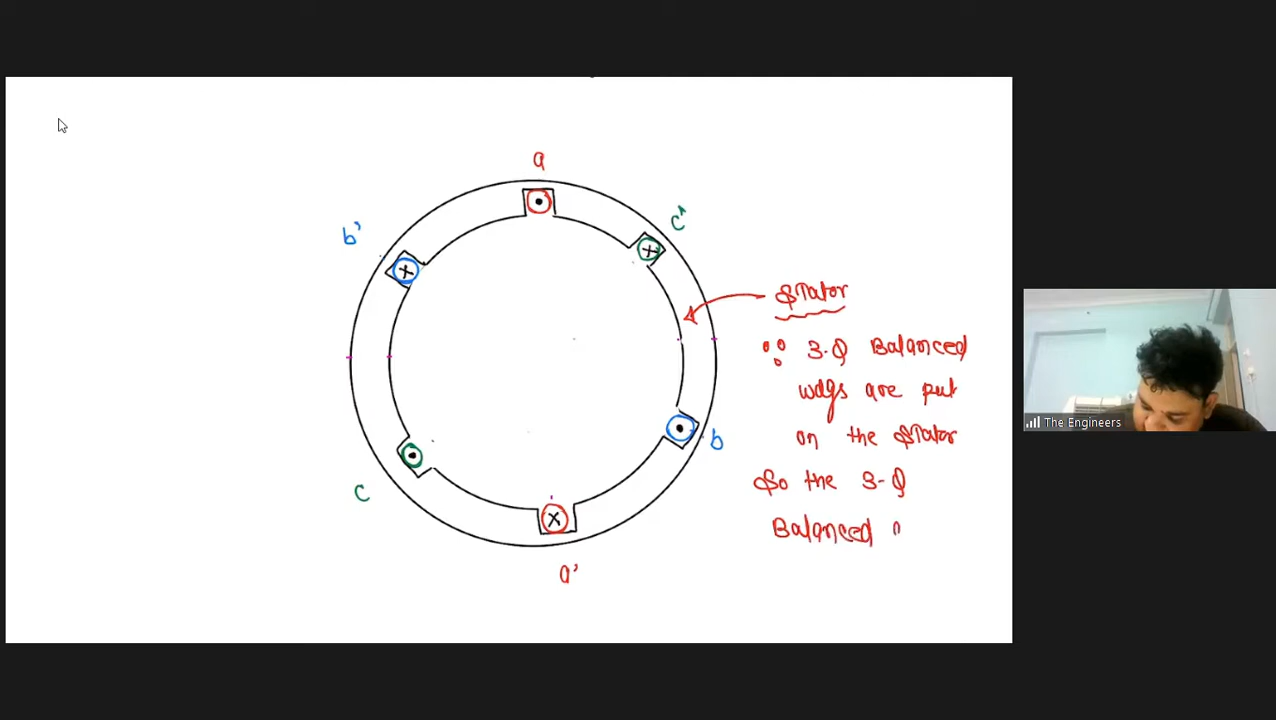 a
c'
b'
Stator
∵ 3-Φ Balanced
wdgs are put
on the Stator
b
So the 3-Φ
c
Balanced
a'
The Engineers